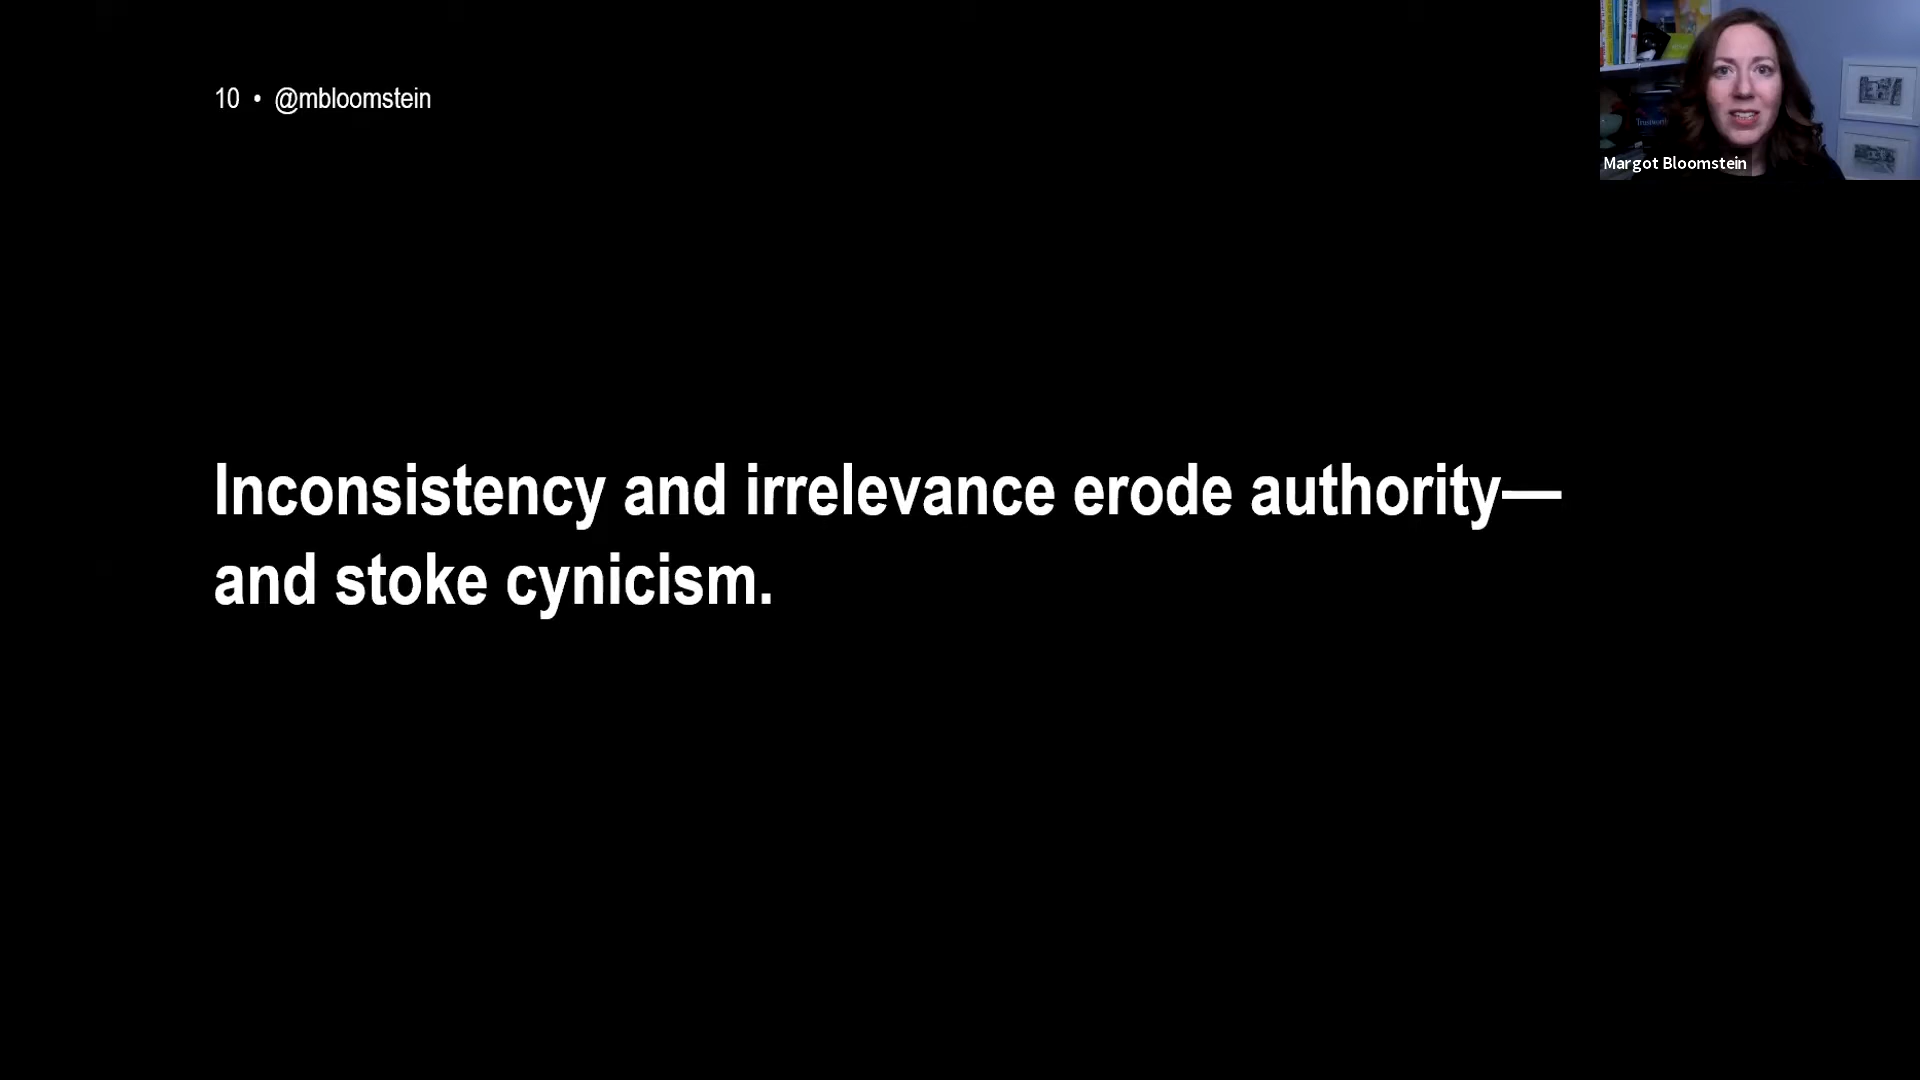 10 • @mbloomstein
Margot Bloomstein
Inconsistency and irrelevance erode authority—
and stoke cynicism.